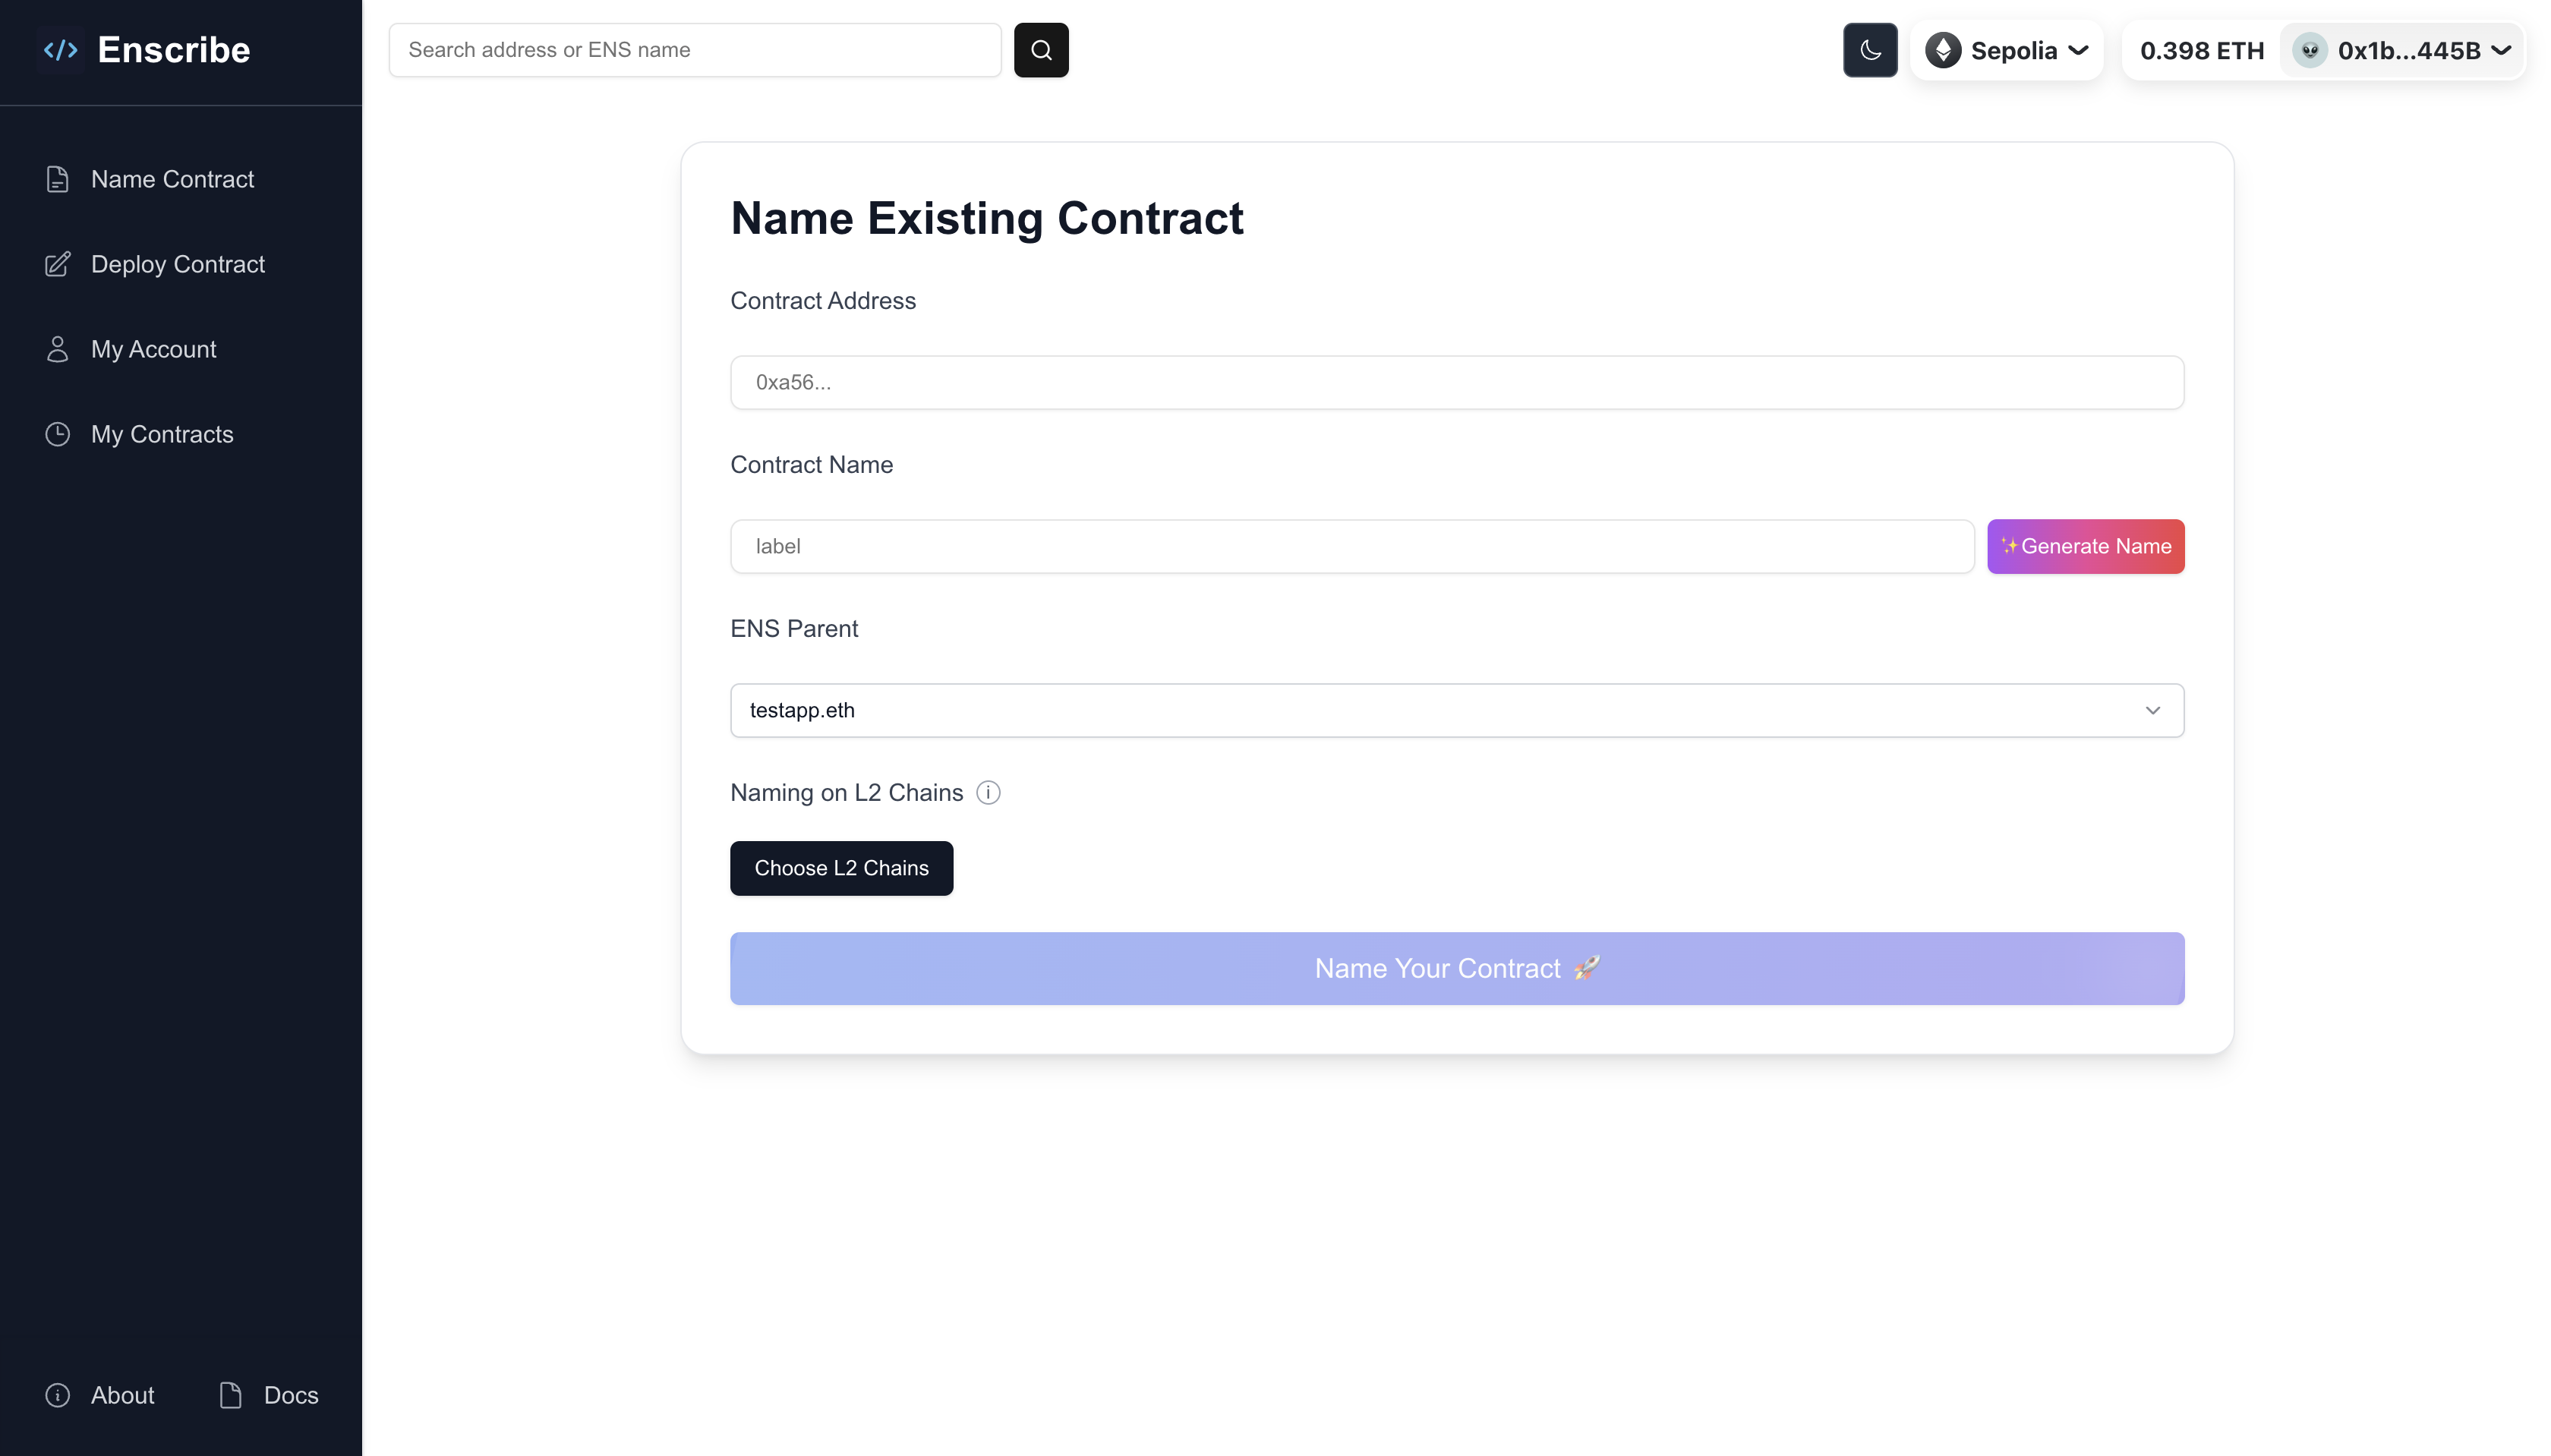 Enscribe
Search address or ENS name
Sepolia
0.398 ETH
0x1b...445B
Name Contract
Deploy Contract
My Account
My Contracts
Name Existing Contract
Contract Address
0xa56...
Contract Name
label
✨Generate Name
ENS Parent
testapp.eth
Naming on L2 Chains
Choose L2 Chains
Name Your Contract 🚀
About
Docs